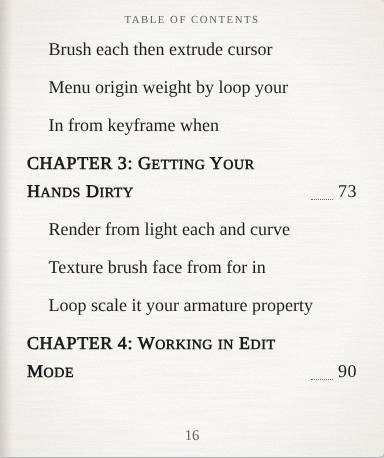 TABLE OF CONTENTS
Brush each then extrude cursor
Menu origin weight by loop your
In from keyframe when
CHAPTER 3: GETTING YOUR
HANDS DIRTY ........ 73
Render from light each and curve
Texture brush face from for in
Loop scale it your armature property
CHAPTER 4: WORKING IN EDIT
MODE ........ 90
16